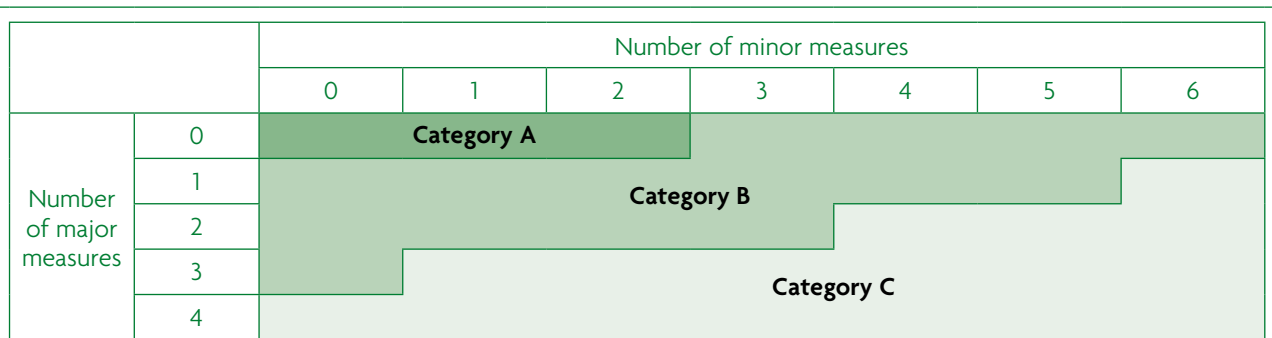 Number of minor measures
0 1 2 3 4 5 6
0 Category A
Number
of major
measures
1
Category B
2
3
Category C
4